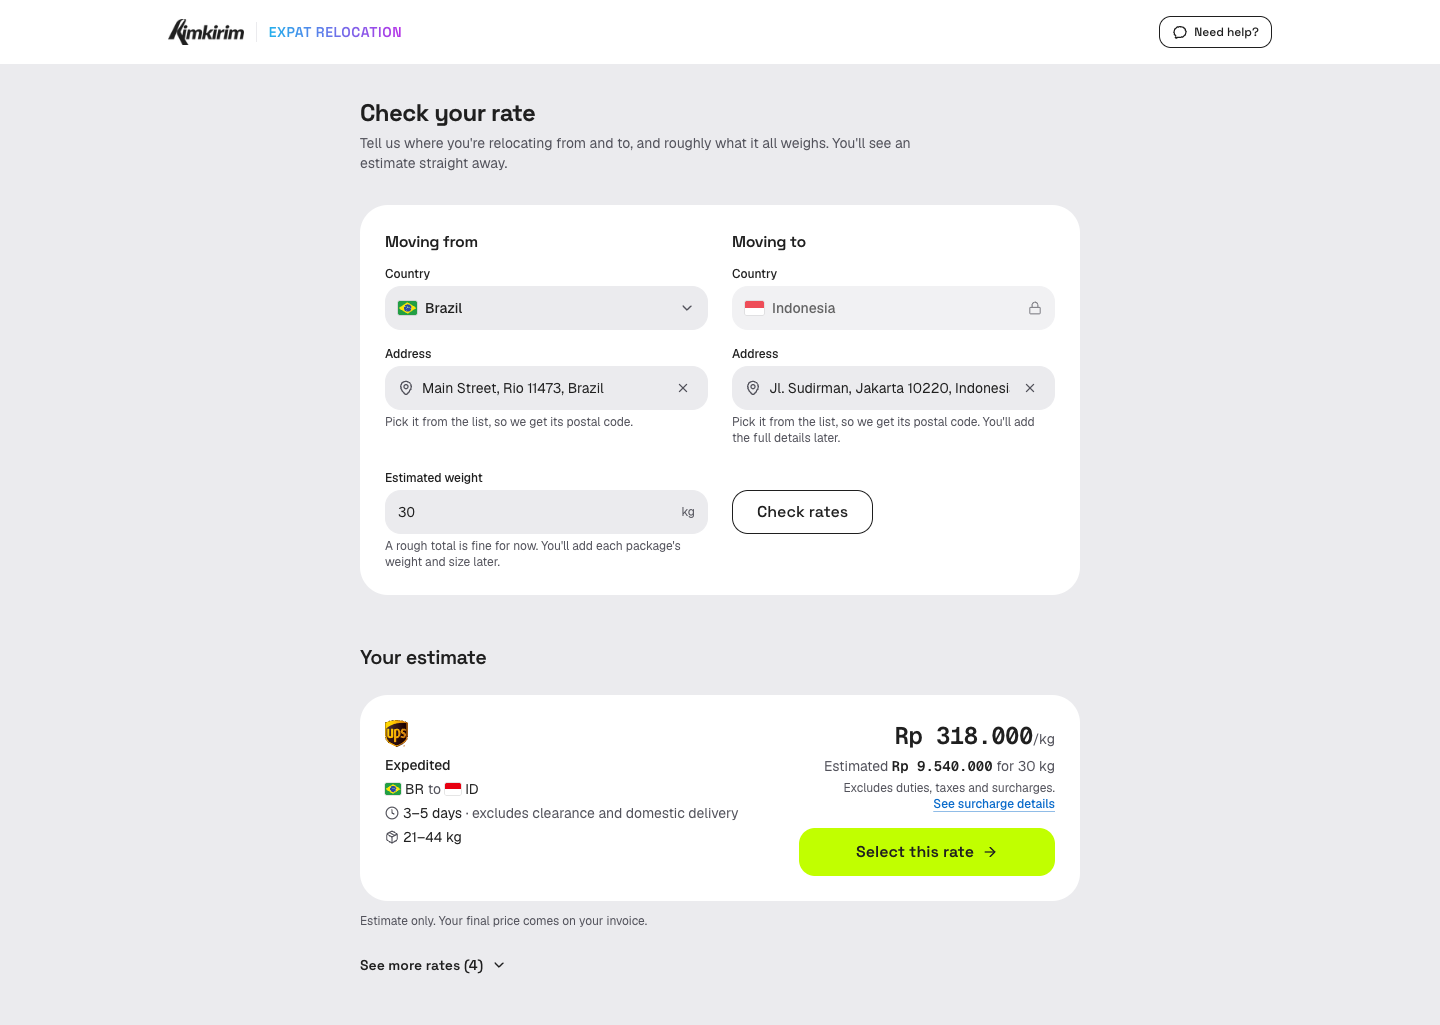 Kimkirim
EXPAT RELOCATION
Need help?
Check your rate
Tell us where you're relocating from and to, and roughly what it all weighs. You'll see an
estimate straight away.
Moving from
Country
Brazil
Address
Main Street, Rio 11473, Brazil
Pick it from the list, so we get its postal code.
Moving to
Country
Indonesia
Address
Jl. Sudirman, Jakarta 10220, Indonesi
Pick it from the list, so we get its postal code. You'll add
the full details later.
Estimated weight
30 kg
A rough total is fine for now. You'll add each package's
weight and size later.
Check rates
Your estimate
ups
Expedited
BR to ID
3–5 days · excludes clearance and domestic delivery
21–44 kg
Rp 318.000/kg
Estimated Rp 9.540.000 for 30 kg
Excludes duties, taxes and surcharges.
See surcharge details
Select this rate
Estimate only. Your final price comes on your invoice.
See more rates (4)